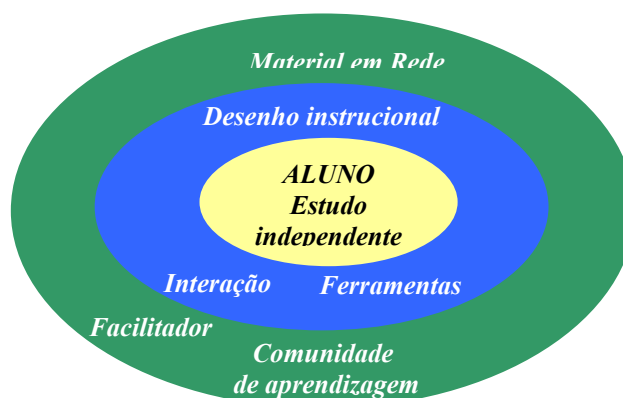 Material em Rede
Desenho instrucional
ALUNO
Estudo
independente
Interação Ferramentas
Facilitador
Comunidade
de aprendizagem